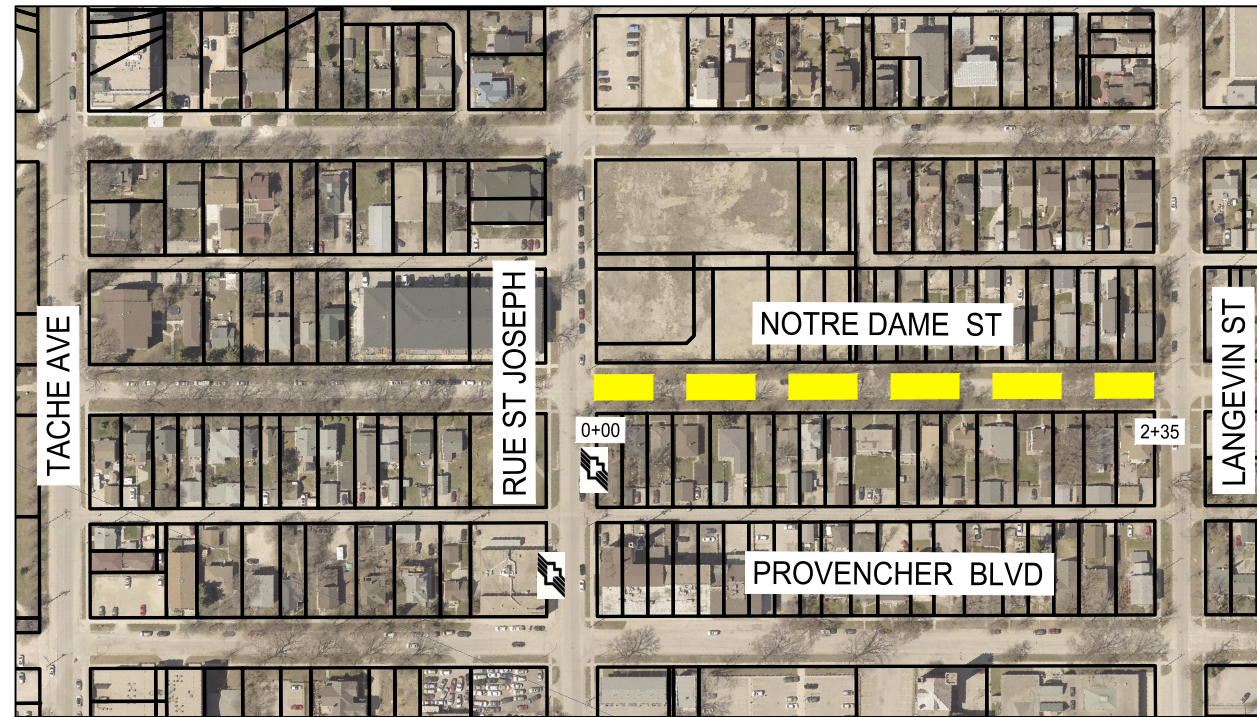 NOTRE DAME ST
TACHE AVE
RUE ST JOSEPH
LANGEVIN ST
0+00
2+35
PROVENCHER BLVD